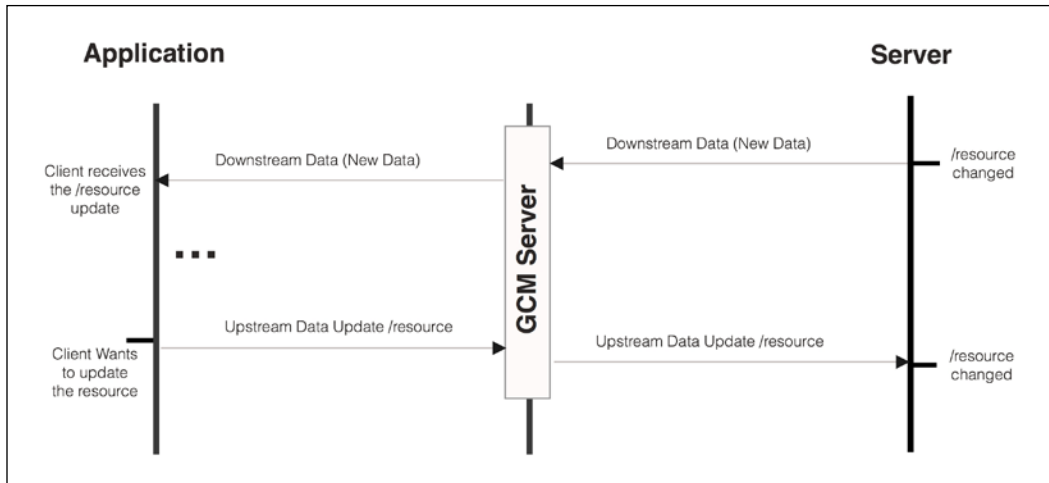 Application
Server
Downstream Data (New Data)
Downstream Data (New Data)
Client receives
the /resource
update
/resource
changed
...
GCM Server
Upstream Data Update /resource
Upstream Data Update /resource
Client Wants
to update
the resource
/resource
changed